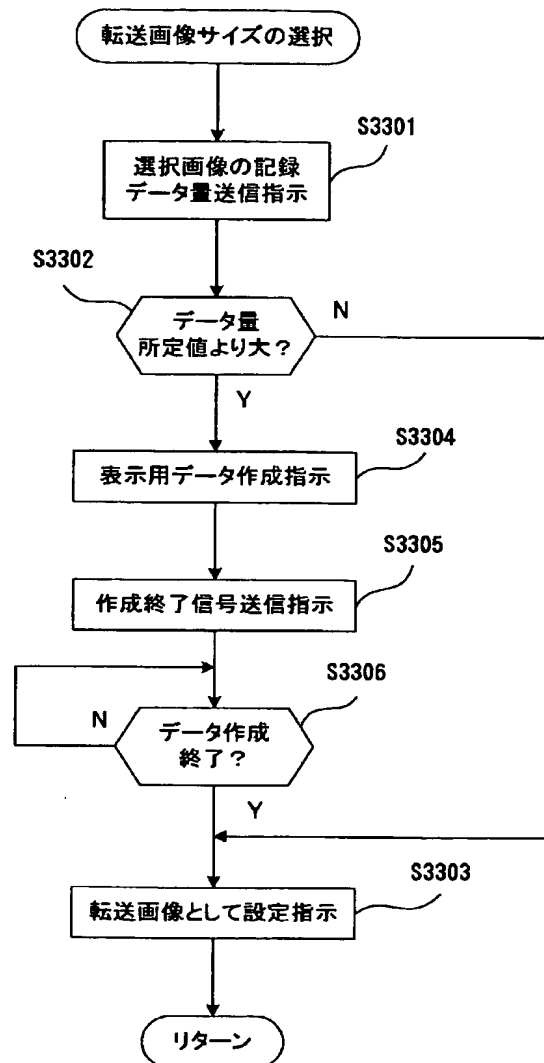 転送画像サイズの選択
S3301
選択画像の記録
データ量送信指示
S3302
データ量
所定値より大？
N
Y
S3304
表示用データ作成指示
S3305
作成終了信号送信指示
S3306
データ作成
終了？
N
Y
S3303
転送画像として設定指示
リターン